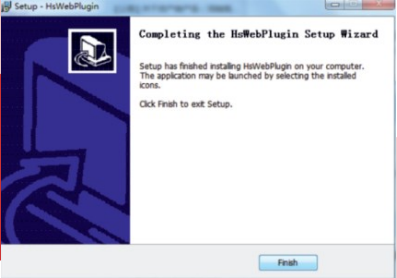 Setup - HsWebPlugin
Completing the HsWebPlugin Setup Wizard
Setup has finished installing HsWebPlugin on your computer.
The application may be launched by selecting the installed
icons.
Click Finish to exit Setup.
Finish